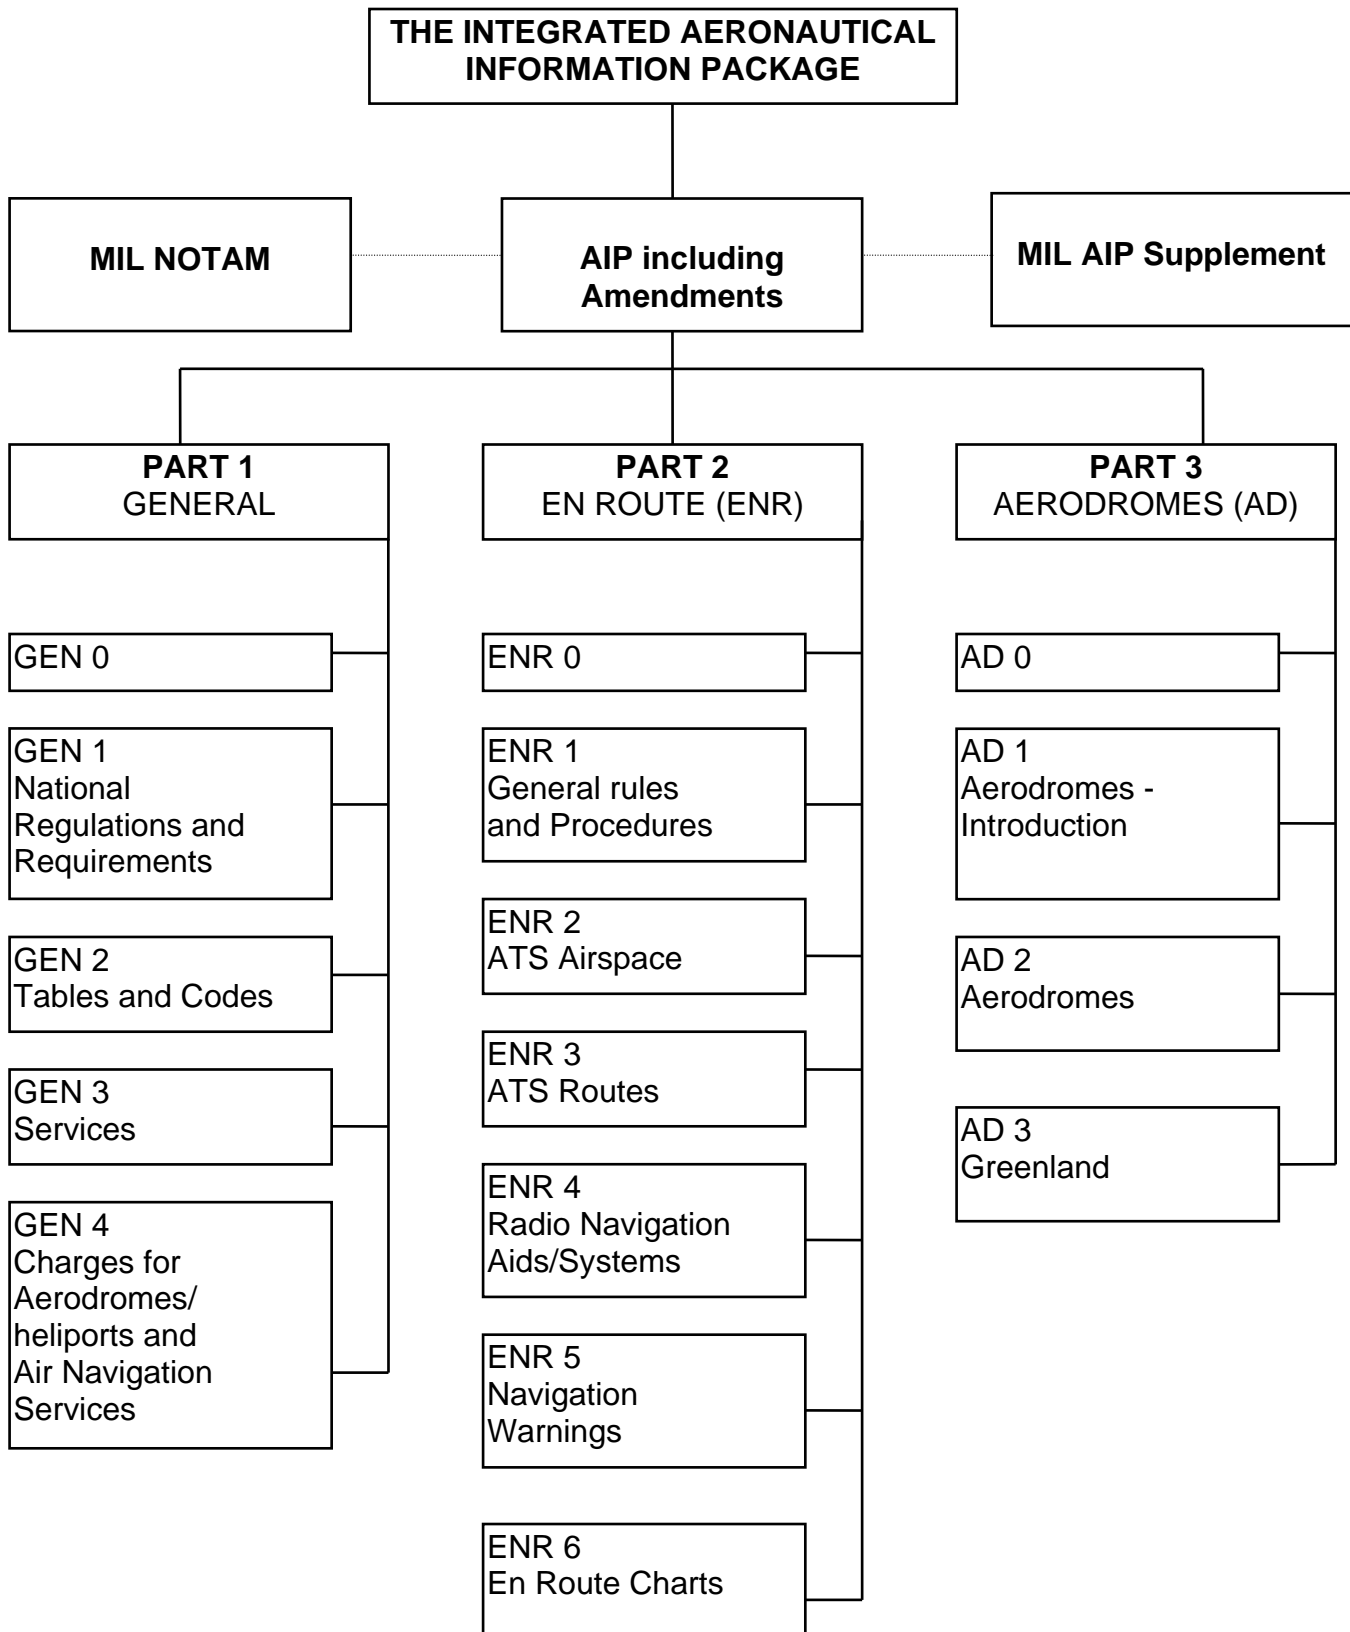 THE INTEGRATED AERONAUTICAL
INFORMATION PACKAGE
MIL NOTAM
AIP including
Amendments
MIL AIP Supplement
PART 1
GENERAL
PART 2
EN ROUTE (ENR)
PART 3
AERODROMES (AD)
GEN 0
GEN 1
National
Regulations and
Requirements
GEN 2
Tables and Codes
GEN 3
Services
GEN 4
Charges for
Aerodromes/
heliports and
Air Navigation
Services
ENR 0
ENR 1
General rules
and Procedures
ENR 2
ATS Airspace
ENR 3
ATS Routes
ENR 4
Radio Navigation
Aids/Systems
ENR 5
Navigation
Warnings
ENR 6
En Route Charts
AD 0
AD 1
Aerodromes -
Introduction
AD 2
Aerodromes
AD 3
Greenland